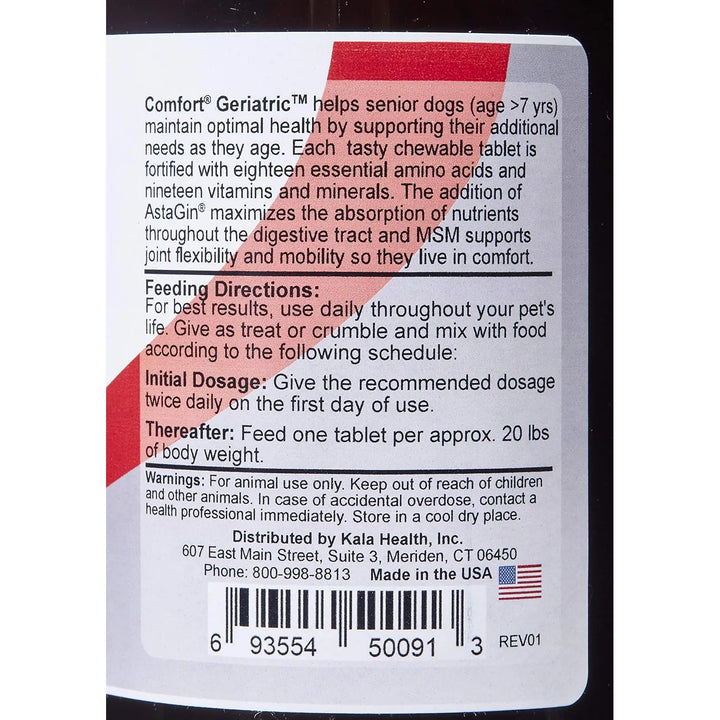 Comfort® Geriatric™ helps senior dogs (age >7 yrs)
maintain optimal health by supporting their additional
needs as they age. Each tasty chewable tablet is
fortified with eighteen essential amino acids and
nineteen vitamins and minerals. The addition of
AstaGin® maximizes the absorption of nutrients
throughout the digestive tract and MSM supports
joint flexibility and mobility so they live in comfort.
Feeding Directions:
For best results, use daily throughout your pet's
life. Give as treat or crumble and mix with food
according to the following schedule:
Initial Dosage: Give the recommended dosage
twice daily on the first day of use.
Thereafter: Feed one tablet per approx. 20 lbs
of body weight.
Warnings: For animal use only. Keep out of reach of children
and other animals. In case of accidental overdose, contact a
health professional immediately. Store in a cool dry place.
Distributed by Kala Health, Inc.
607 East Main Street, Suite 3, Meriden, CT 06450
Phone: 800-998-8813 Made in the USA
6 93554 50091 3 REV01